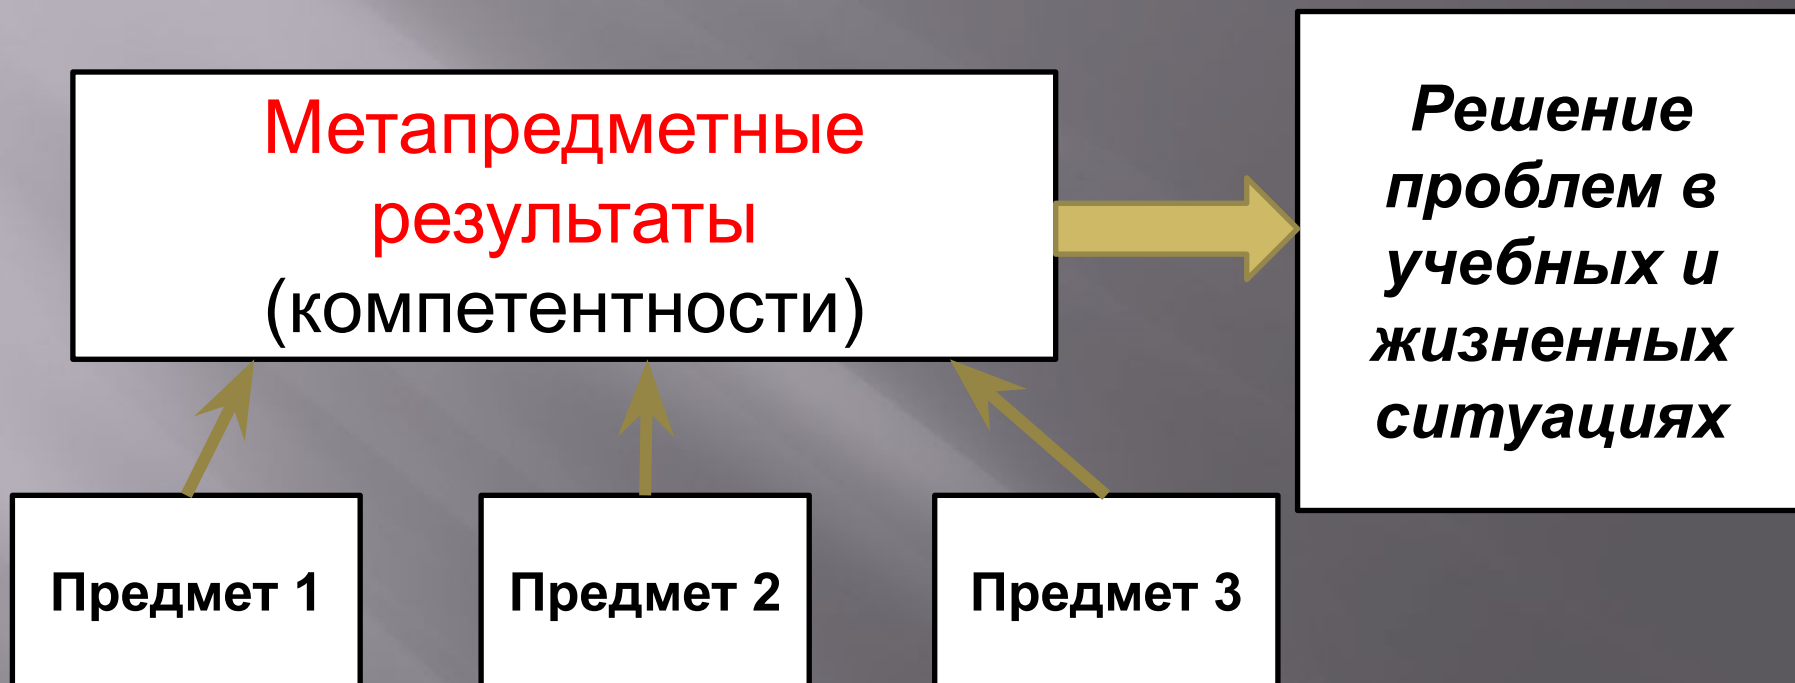 Метапредметные
результаты
(компетентности)
Решение
проблем в
учебных и
жизненных
ситуациях
Предмет 1
Предмет 2
Предмет 3